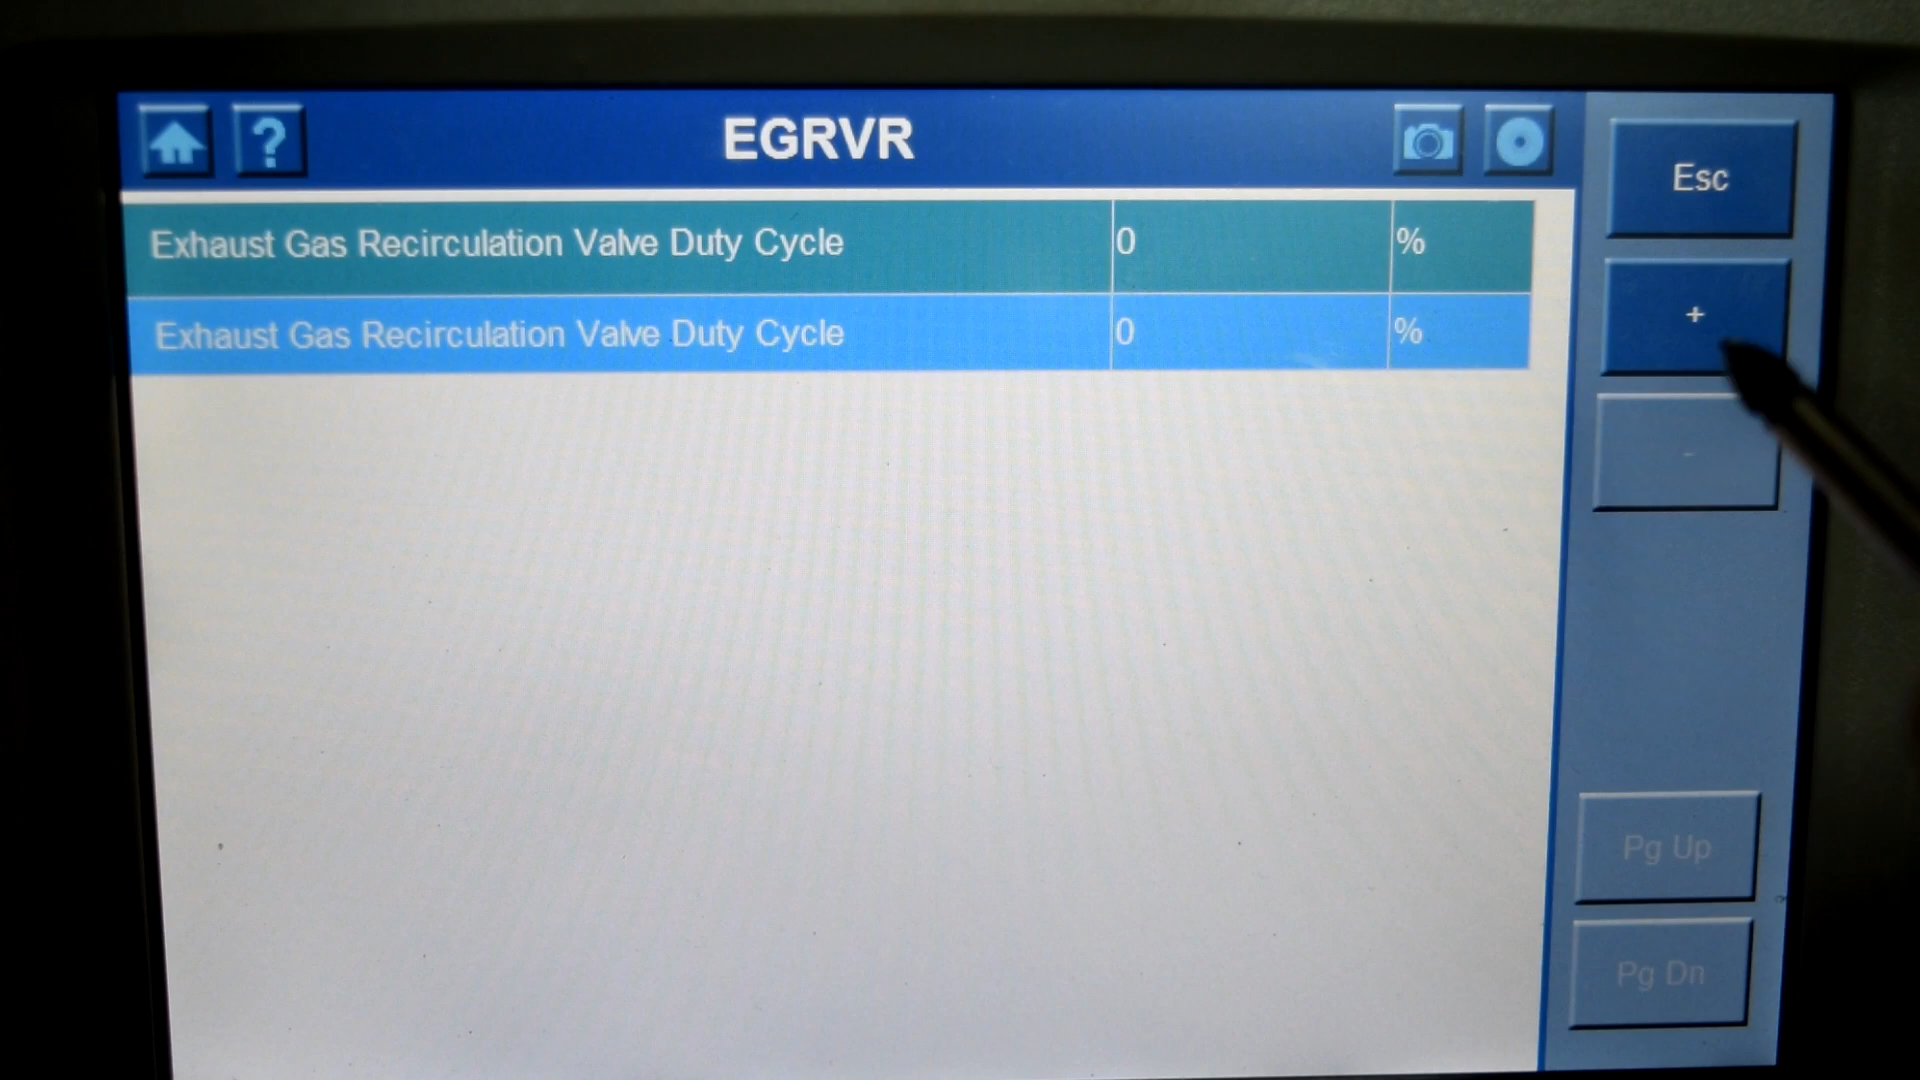 ?
EGRVR
Esc
Exhaust Gas Recirculation Valve Duty Cycle 0 %
+
Exhaust Gas Recirculation Valve Duty Cycle 0 %
-
Pg Up
Pg Dn